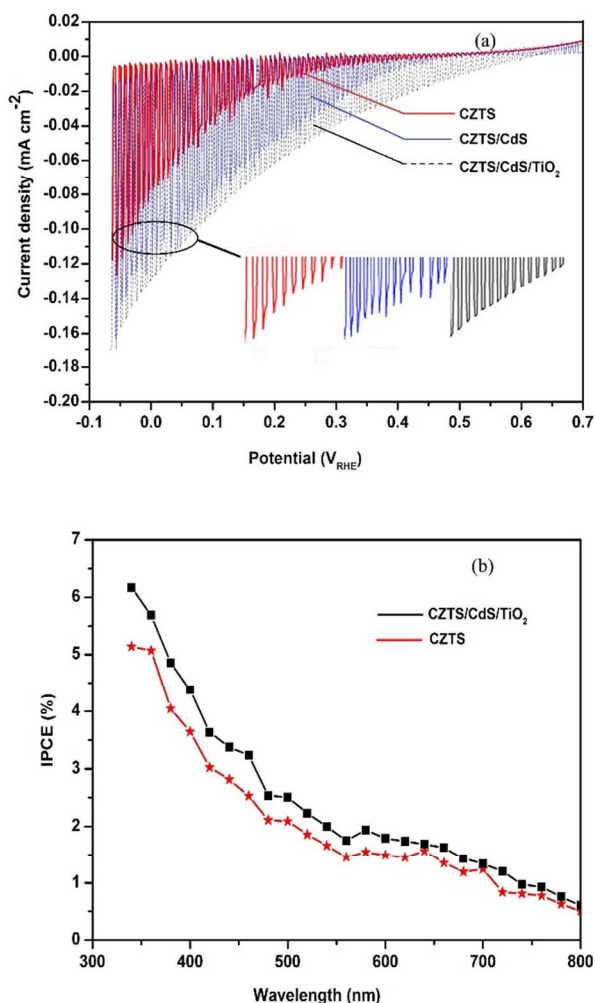 (a)
0.02
0.00
-0.02
-0.04
-0.06
-0.08
-0.10
-0.12
-0.14
-0.16
-0.18
-0.20
Current density (mA cm⁻²)
CZTS
CZTS/CdS
CZTS/CdS/TiO₂
-0.1 0.0 0.1 0.2 0.3 0.4 0.5 0.6 0.7
Potential (V_RHE)
(b)
7
6
5
4
3
2
1
0
IPCE (%)
CZTS/CdS/TiO₂
CZTS
300 400 500 600 700 800
Wavelength (nm)